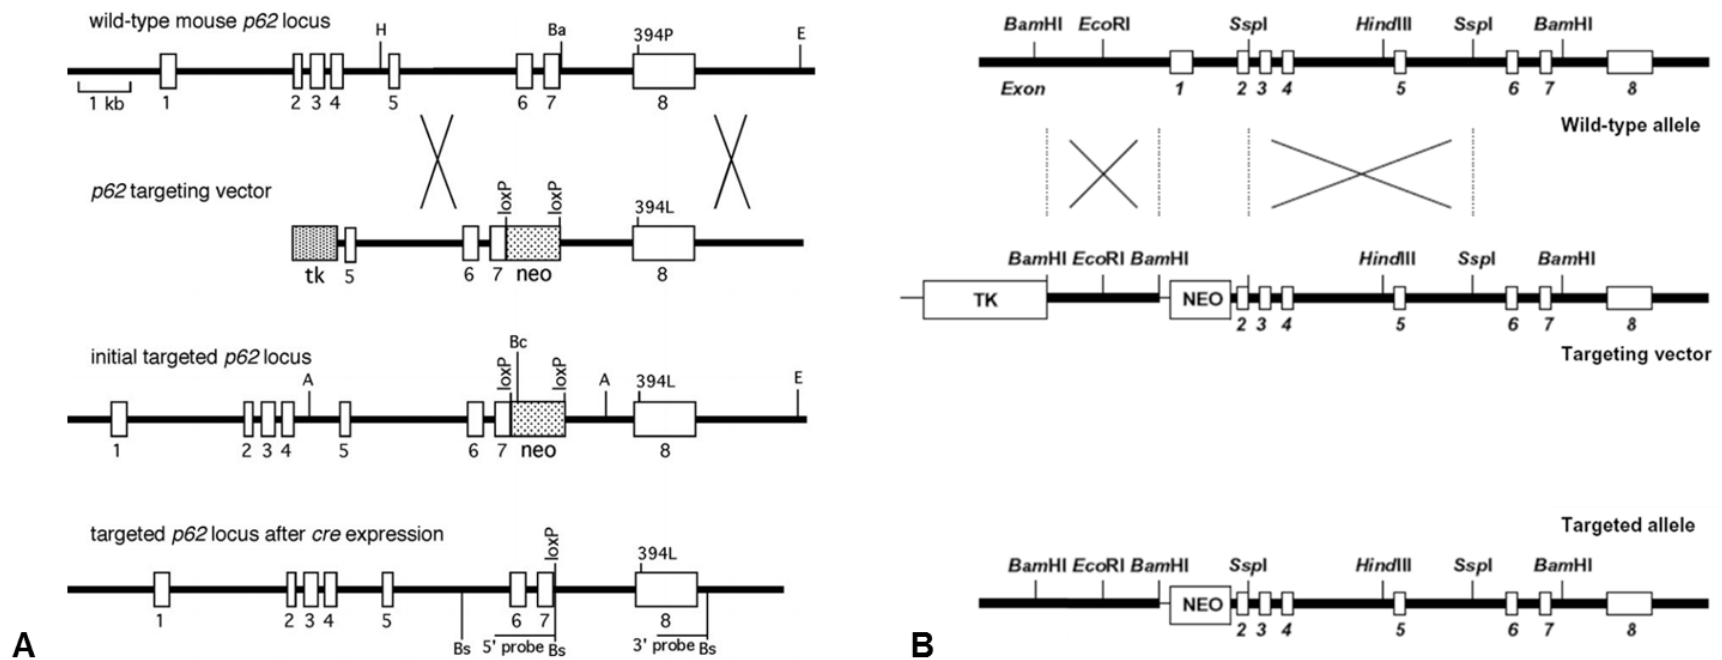 wild-type mouse p62 locus
H Ba 394P E
1 kb
1 2 3 4 5 6 7 8
p62 targeting vector
loxP loxP 394L
tk 5 6 7 neo 8
initial targeted p62 locus
A loxP Bc loxP A 394L E
1 2 3 4 5 6 7 neo 8
targeted p62 locus after cre expression
loxP 394L
1 2 3 4 5 6 7 8
Bs 5' probe Bs 3' probe Bs
A
BamHI EcoRI SspI HindIII SspI BamHI
Exon 1 2 3 4 5 6 7 8
Wild-type allele
BamHI EcoRI BamHI HindIII SspI BamHI
TK NEO
2 3 4 5 6 7 8
Targeting vector
Targeted allele
BamHI EcoRI BamHI SspI HindIII SspI BamHI
NEO
2 3 4 5 6 7 8
B